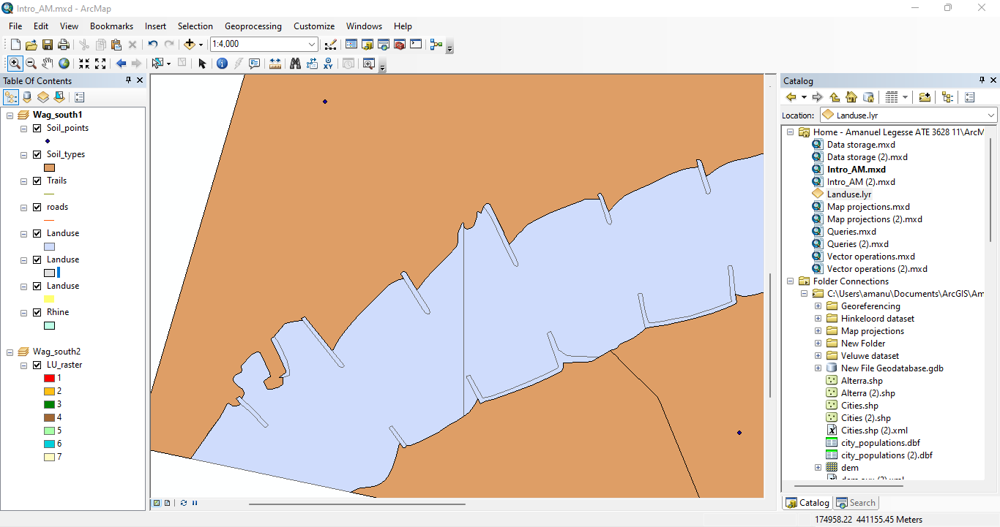 Intro_AM.mxd - ArcMap
File Edit View Bookmarks Insert Selection Geoprocessing Customize Windows Help
1:4,000
Table Of Contents
Wag_south1
Soil_points
Soil_types
Trails
roads
Landuse
Landuse
Landuse
Rhine
Wag_south2
LU_raster
1
2
3
4
5
6
7
Catalog
Location: Landuse.lyr
Home - Amanuel Legesse ATE 3628 11\ArcM
Data storage.mxd
Data storage (2).mxd
Intro_AM.mxd
Intro_AM (2).mxd
Landuse.lyr
Map projections.mxd
Map projections (2).mxd
Queries.mxd
Queries (2).mxd
Vector operations.mxd
Vector operations (2).mxd
Folder Connections
C:\Users\amanu\Documents\ArcGIS\Am
Georeferencing
Hinkeloord dataset
Map projections
New Folder
Veluwe dataset
New File Geodatabase.gdb
Alterra.shp
Alterra (2).shp
Cities.shp
Cities (2).shp
Cities.shp (2).xml
city_populations.dbf
city_populations (2).dbf
dem
Catalog Search
174958.22 441155.45 Meters